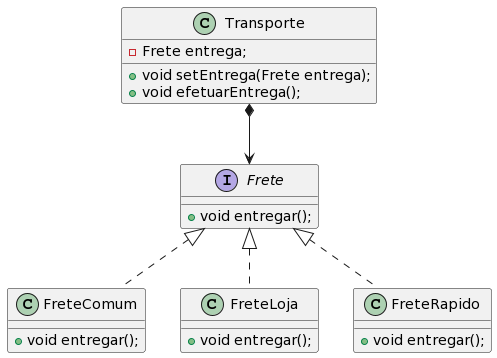 C Transporte
Frete entrega;
void setEntrega(Frete entrega);
void efetuarEntrega();
I Frete
void entregar();
C FreteComum
void entregar();
C FreteLoja
void entregar();
C FreteRapido
void entregar();